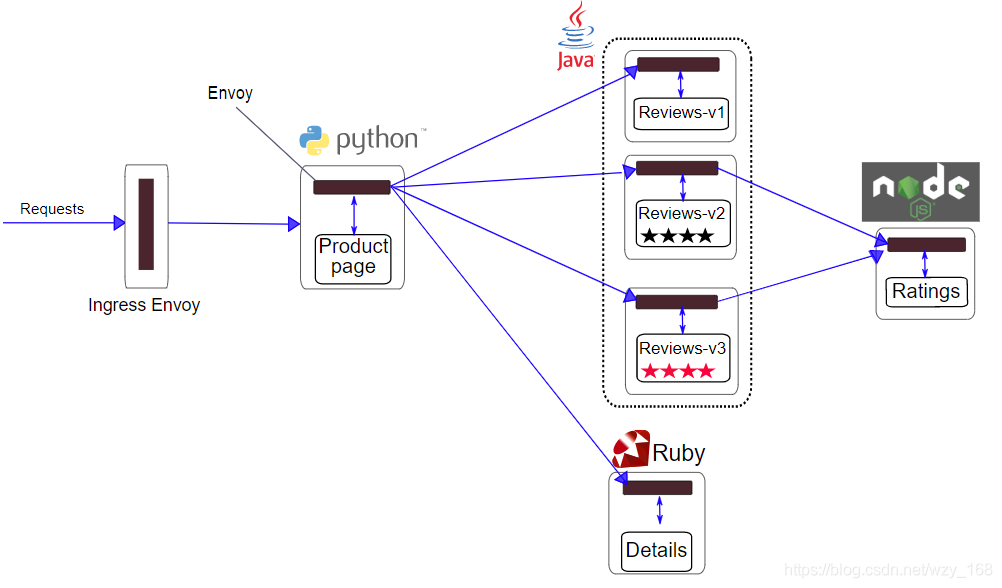 Java
Envoy
python™
Reviews-v1
Requests
Product
page
Reviews-v2
node
JS
Ratings
Ingress Envoy
Reviews-v3
Ruby
Details
https://blog.csdn.net/wzy_168